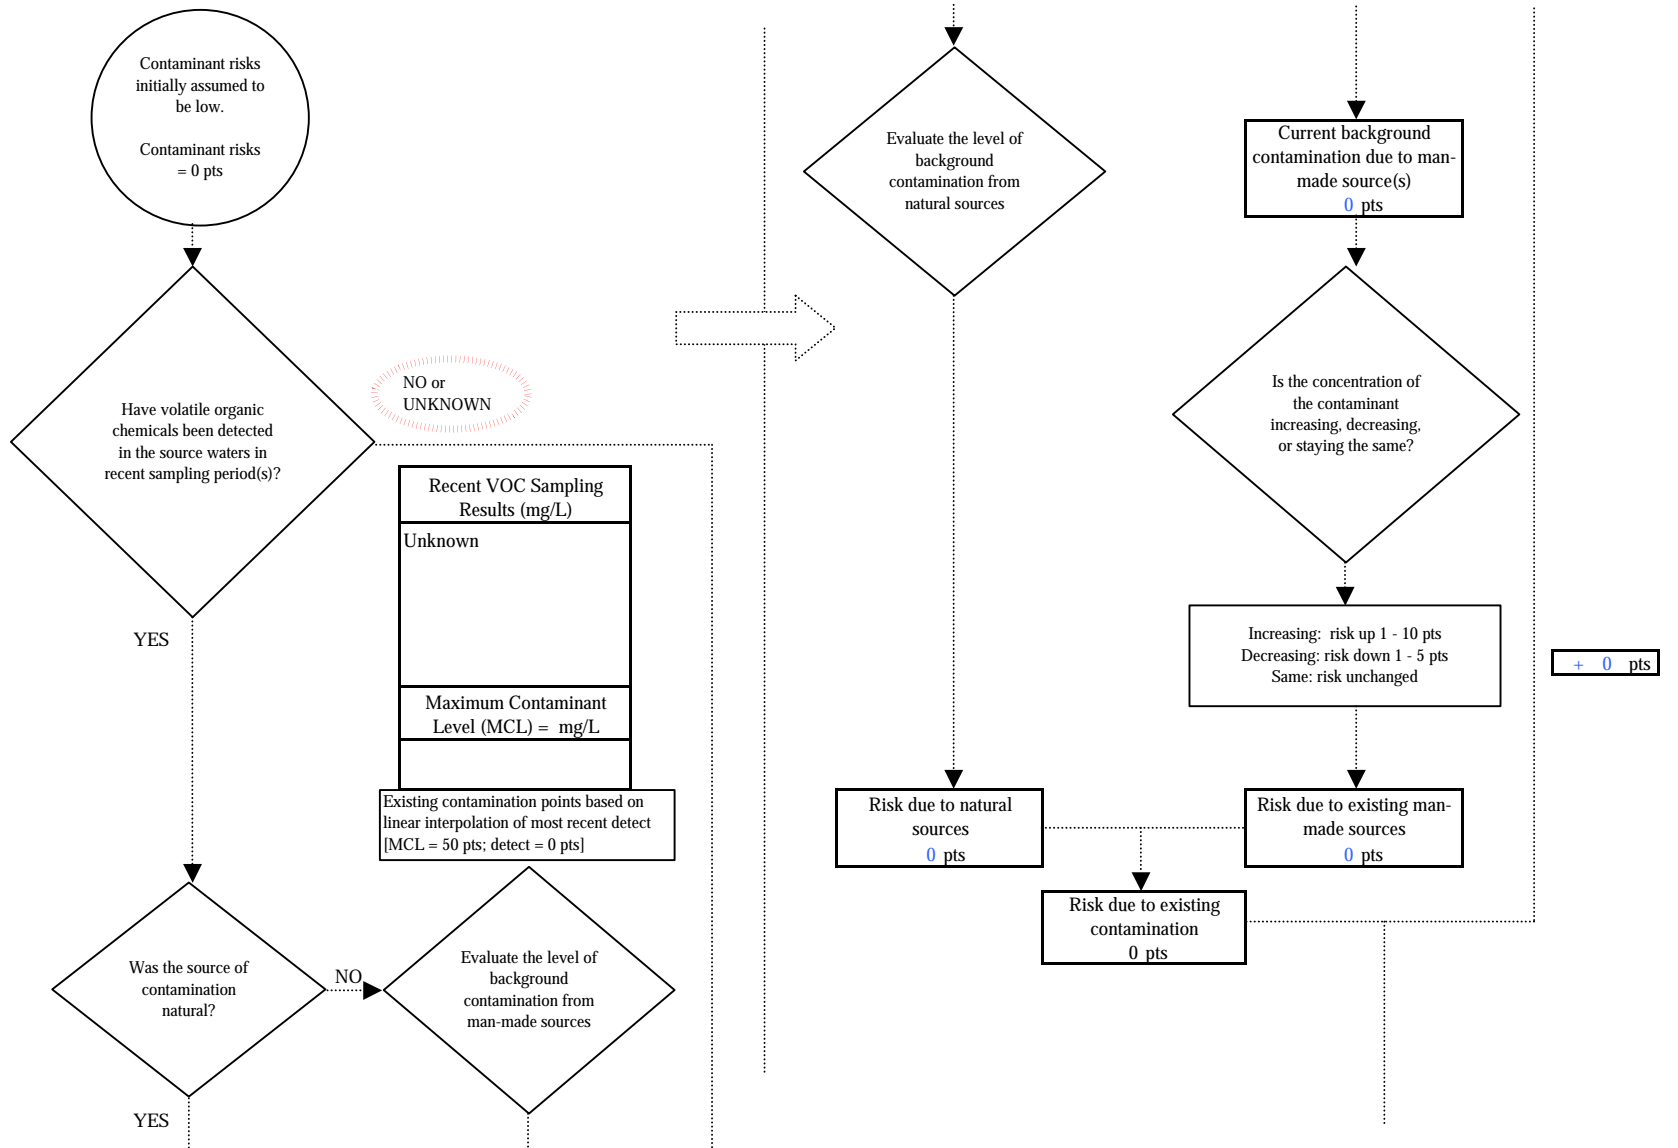 Contaminant risks
initially assumed to
be low.
Contaminant risks
= 0 pts
Have volatile organic
chemicals been detected
in the source waters in
recent sampling period(s)?
NO or
UNKNOWN
YES
Recent VOC Sampling
Results (mg/L)
Unknown
Maximum Contaminant
Level (MCL) = mg/L
Existing contamination points based on
linear interpolation of most recent detect
[MCL = 50 pts; detect = 0 pts]
Was the source of
contamination
natural?
NO
YES
Evaluate the level of
background
contamination from
man-made sources
Evaluate the level of
background
contamination from
natural sources
Current background
contamination due to man-
made source(s)
0 pts
Is the concentration of
the contaminant
increasing, decreasing,
or staying the same?
Increasing: risk up 1 - 10 pts
Decreasing: risk down 1 - 5 pts
Same: risk unchanged
+ 0 pts
Risk due to natural
sources
0 pts
Risk due to existing man-
made sources
0 pts
Risk due to existing
contamination
0 pts